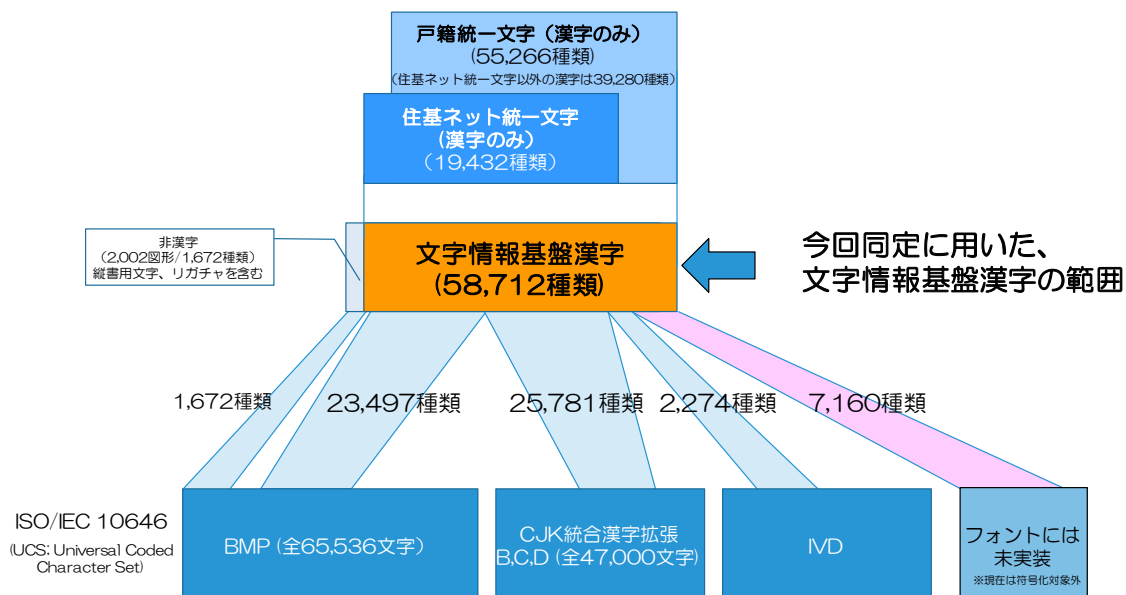 戸籍統一文字(漢字のみ)
(55,266種類)
(住基ネット統一文字以外の漢字は39,280種類)
住基ネット統一文字
(漢字のみ)
(19,432種類)
非漢字
(2,002図形/1,672種類)
縦書用文字、リガチャを含む
文字情報基盤漢字
(58,712種類)
今回同定に用いた、
文字情報基盤漢字の範囲
1,672種類
23,497種類
25,781種類
2,274種類
7,160種類
ISO/IEC 10646
(UCS: Universal Coded
Character Set)
BMP (全65,536文字)
CJK統合漢字拡張
B,C,D (全47,000文字)
IVD
フォントには
未実装
※現在は符号化対象外